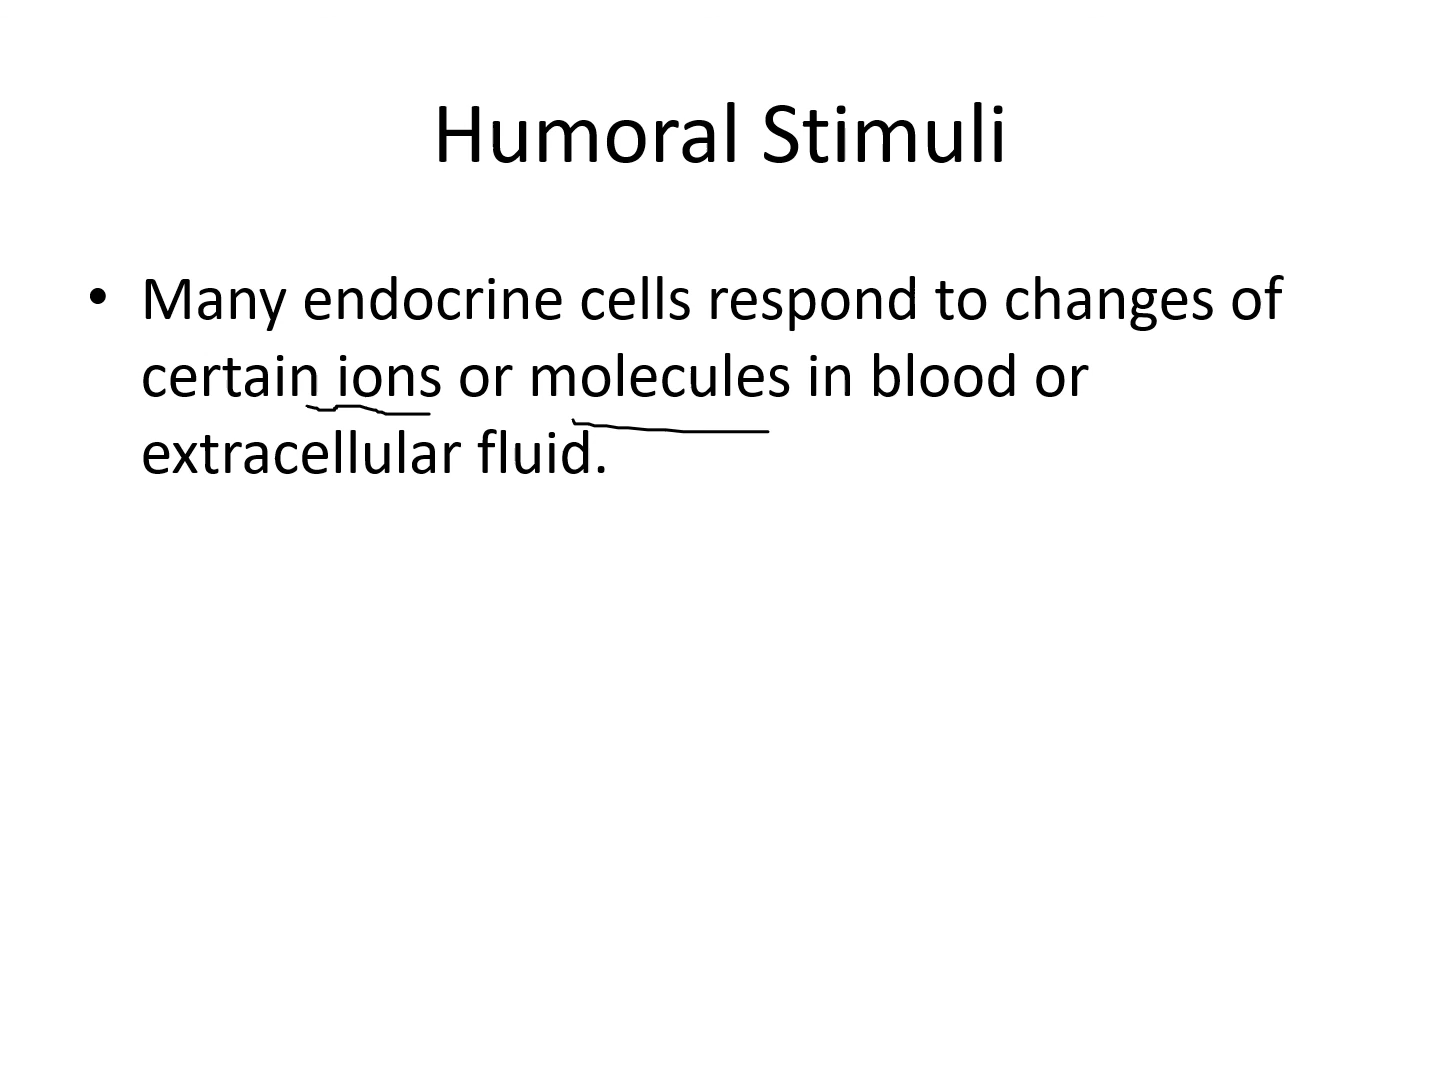 Humoral Stimuli
• Many endocrine cells respond to changes of
certain ions or molecules in blood or
extracellular fluid.